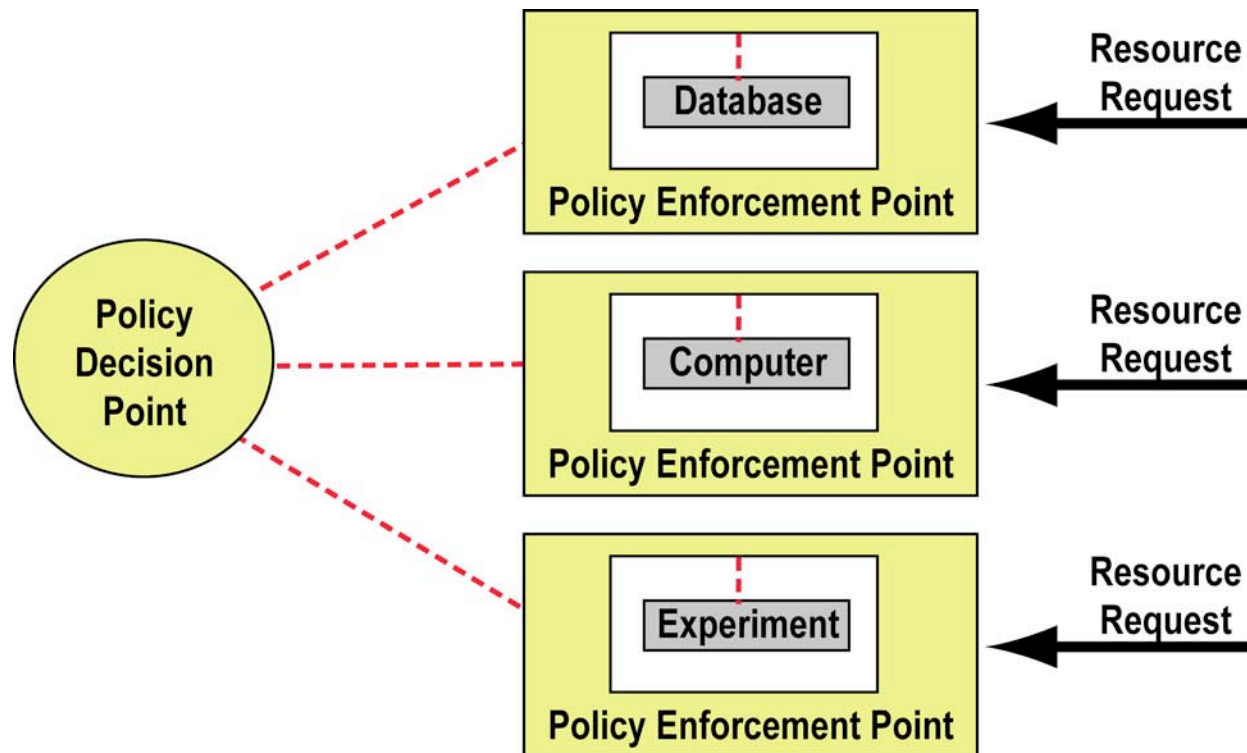 Resource
Request
Database
Policy Enforcement Point
Policy
Decision
Point
Resource
Request
Computer
Policy Enforcement Point
Resource
Request
Experiment
Policy Enforcement Point